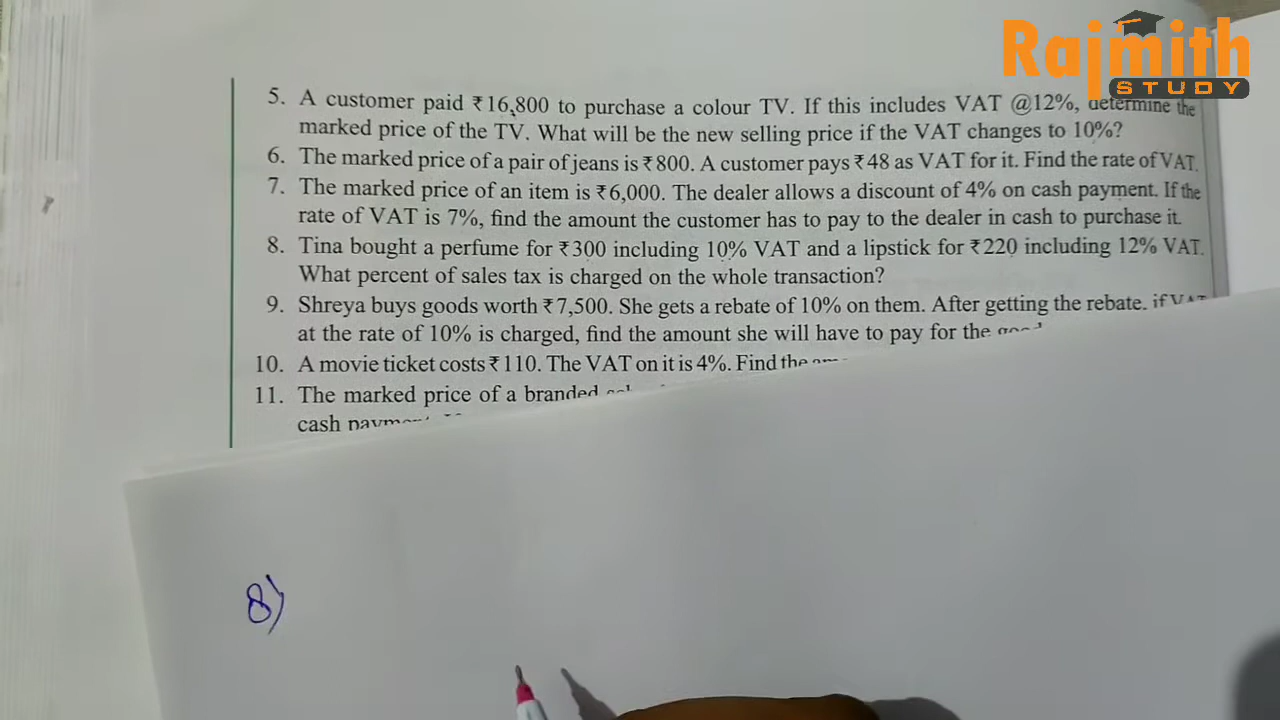 Rajmith
STUDY
5. A customer paid ₹16,800 to purchase a colour TV. If this includes VAT @12%, determine the
marked price of the TV. What will be the new selling price if the VAT changes to 10%?
6. The marked price of a pair of jeans is ₹800. A customer pays ₹48 as VAT for it. Find the rate of VAT.
7. The marked price of an item is ₹6,000. The dealer allows a discount of 4% on cash payment. If the
rate of VAT is 7%, find the amount the customer has to pay to the dealer in cash to purchase it.
8. Tina bought a perfume for ₹300 including 10% VAT and a lipstick for ₹220 including 12% VAT.
What percent of sales tax is charged on the whole transaction?
9. Shreya buys goods worth ₹7,500. She gets a rebate of 10% on them. After getting the rebate, if VAT
at the rate of 10% is charged, find the amount she will have to pay for the
10. A movie ticket costs ₹110. The VAT on it is 4%. Find the
11. The marked price of a branded
cash
8)